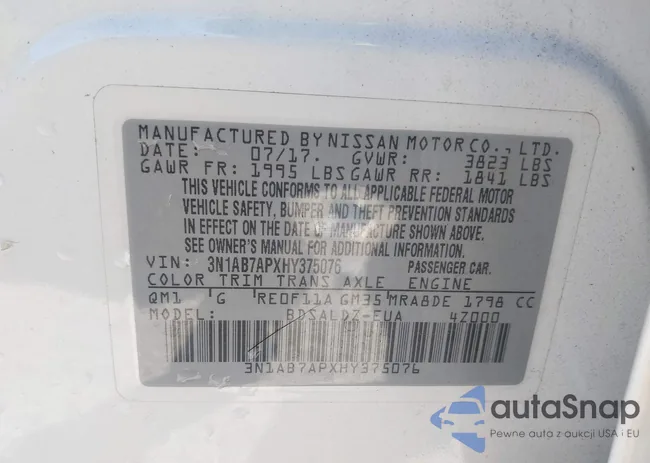 MANUFACTURED BY NISSAN MOTOR CO., LTD.
DATE: 07/17. GVWR: 3823 LBS
GAWR FR: 1995 LBS GAWR RR: 1841 LBS
THIS VEHICLE CONFORMS TO ALL APPLICABLE FEDERAL MOTOR
VEHICLE SAFETY, BUMPER AND THEFT PREVENTION STANDARDS
IN EFFECT ON THE DATE OF MANUFACTURE SHOWN ABOVE.
SEE OWNER'S MANUAL FOR ADDITIONAL INFORMATION.
VIN: 3N1AB7APXHY375076 PASSENGER CAR.
COLOR TRIM TRANS AXLE ENGINE
QM1 G RE0F11A GM35 MRA8DE 1798 CC
MODEL: BDSALDZ-EUA 4Z000
3N1AB7APXHY375076
autoSnap
Pewne auta z aukcji USA i EU